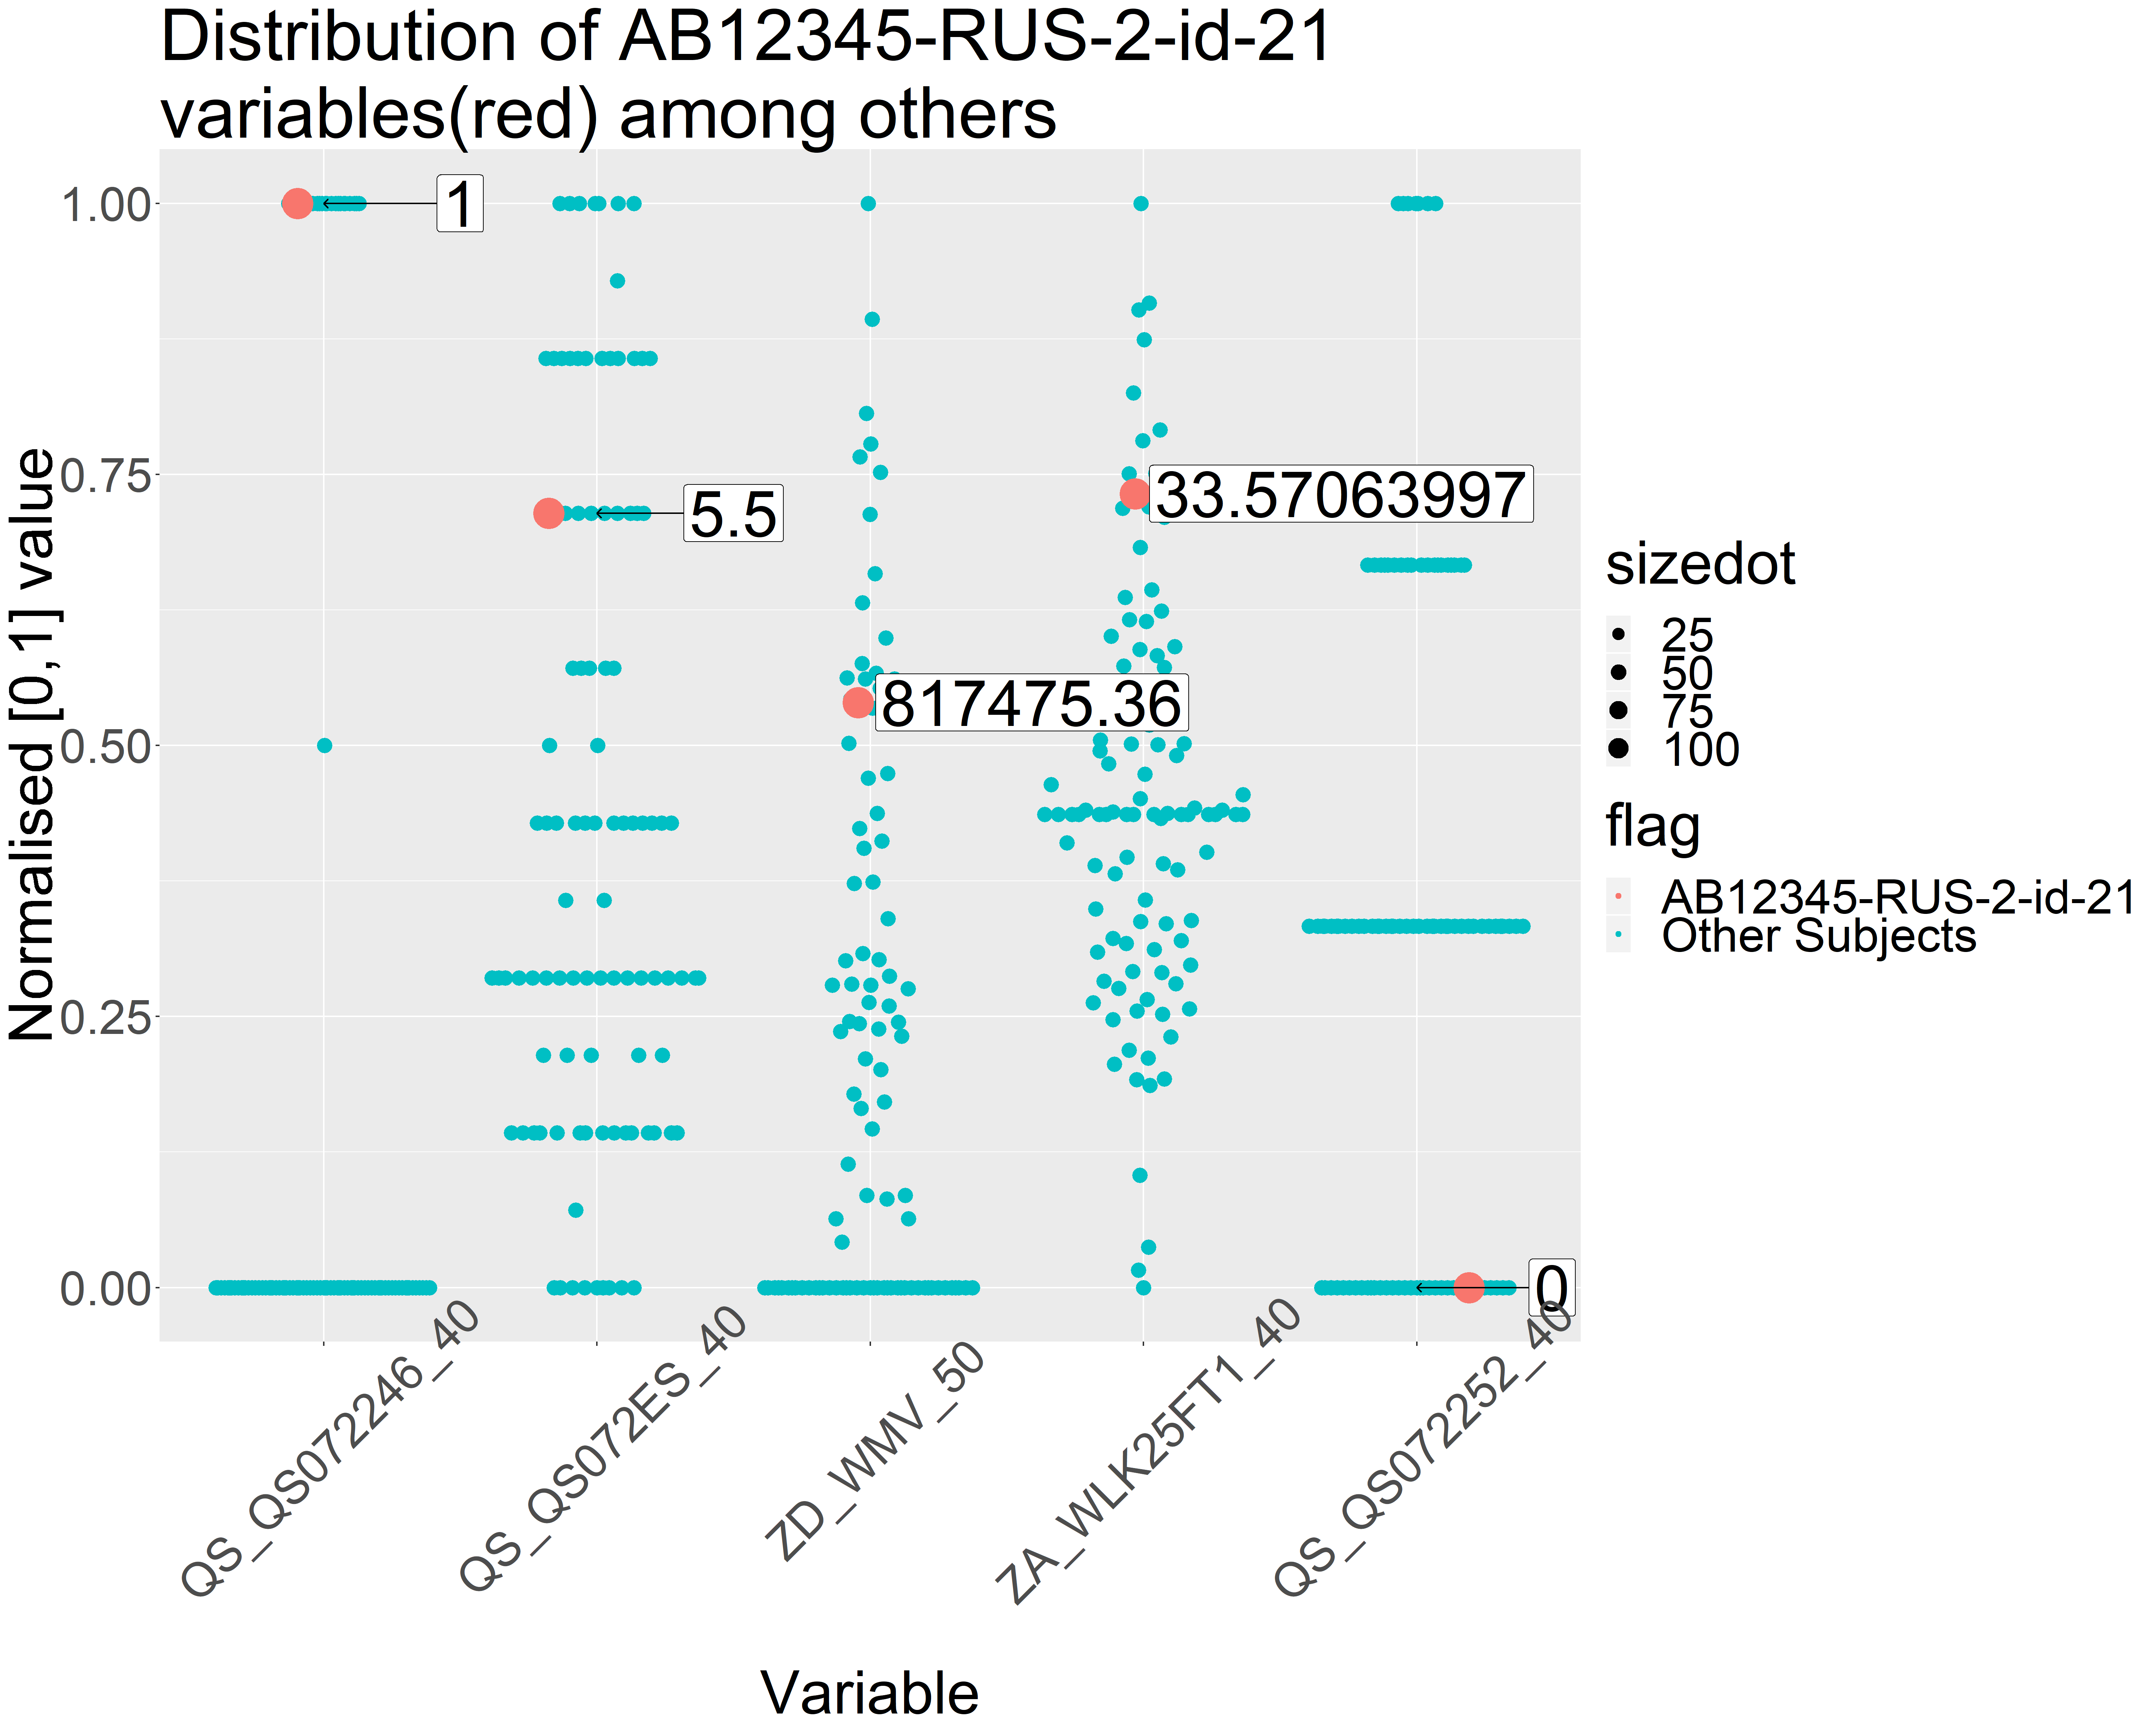 Distribution of AB12345-RUS-2-id-21
variables(red) among others
Normalised [0,1] value
1.00
0.75
0.50
0.25
0.00
1
5.5
817475.36
33.57063997
0
QS_QS072246_40
QS_QS072ES_40
ZD_WMV_50
ZA_WLK25FT1_40
QS_QS072252_40
Variable
sizedot
25
50
75
100
flag
AB12345-RUS-2-id-21
Other Subjects